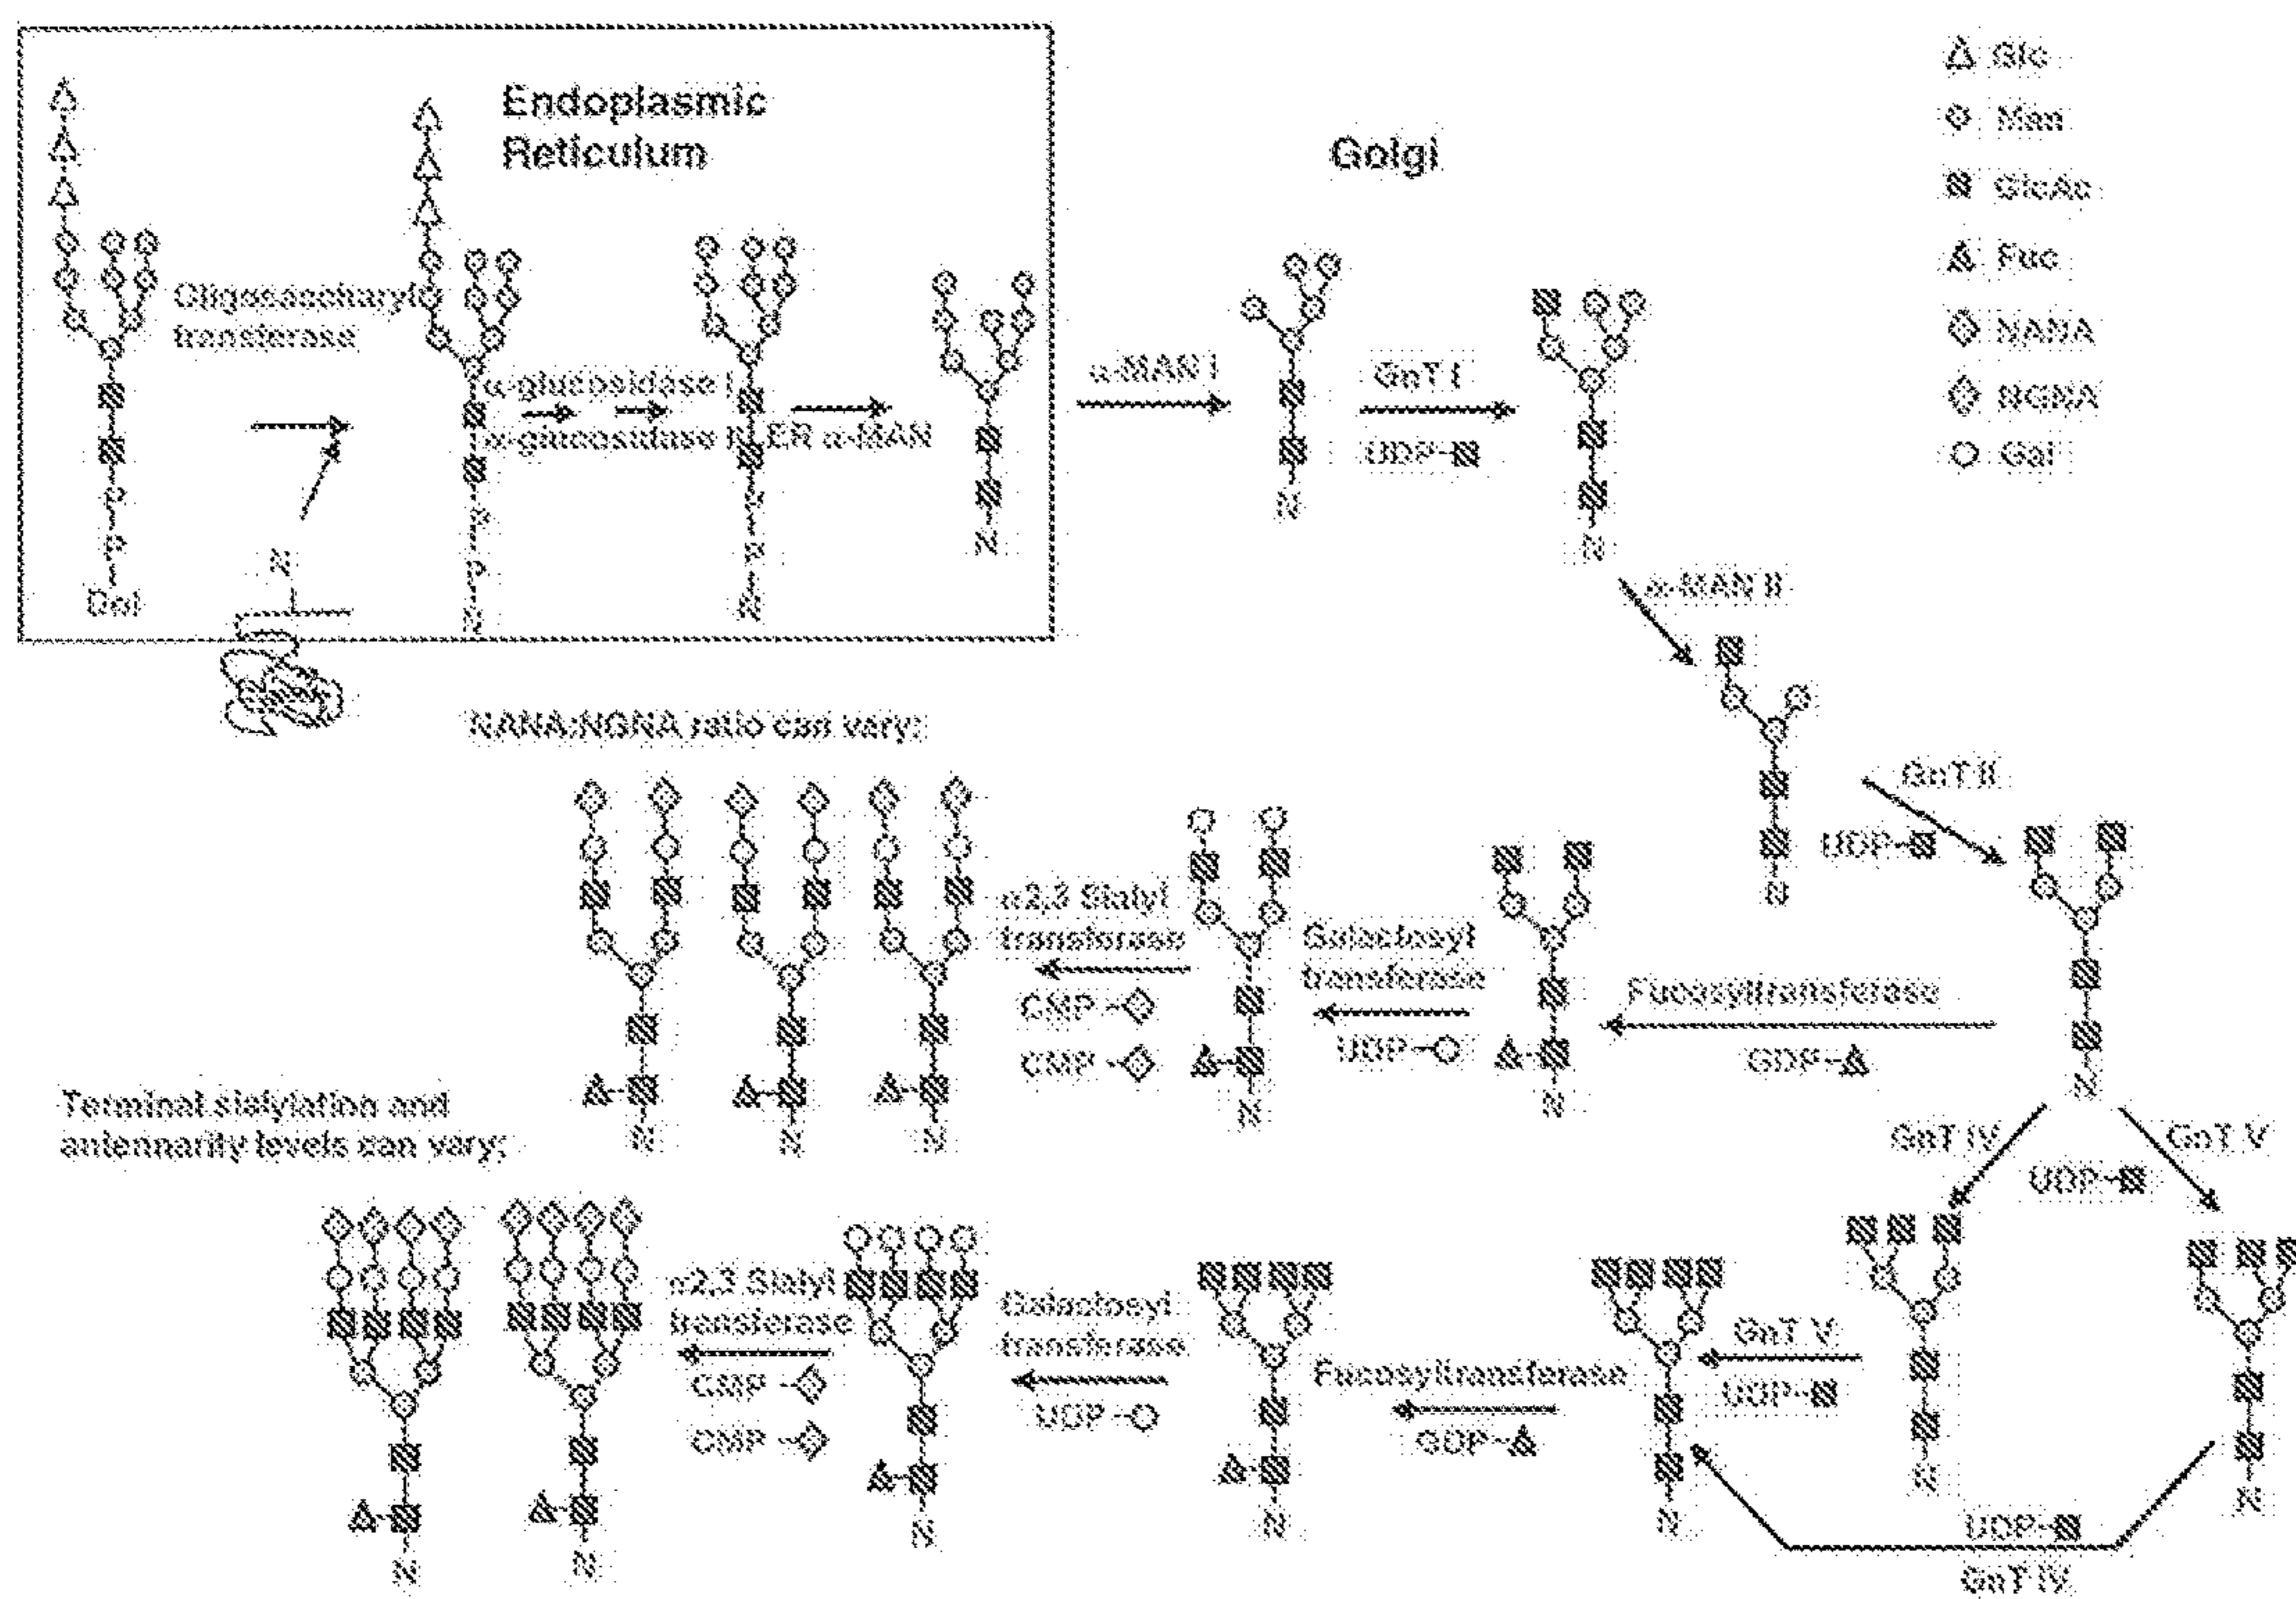 Endoplasmic
Reticulum
Golgi
Glc
Man
GlcAc
Fuc
NANA
NGNA
Gal
Oligosaccharyl
transferase
α-glucosidase I
α-glucosidase II
ER α-MAN
α-MAN I
GnT I
UDP-
P
P
Dol
N
P
P
N
P
P
N
N
N
N
α-MAN II
NANA:NGNA ratio can vary;
GnT II
UDP-
N
α2,3 Sialyl
transferase
CMP-
CMP-
Galactosyl
transferase
UDP-
Fucosyltransferase
GDP-
N
N
N
N
N
N
Terminal sialylation and
antennarity levels can vary;
GnT IV
GnT V
UDP-
α2,3 Sialyl
transferase
CMP-
CMP-
Galactosyl
transferase
UDP-
Fucosyltransferase
GDP-
GnT V
UDP-
N
N
N
N
N
N
N
UDP-
GnT IV